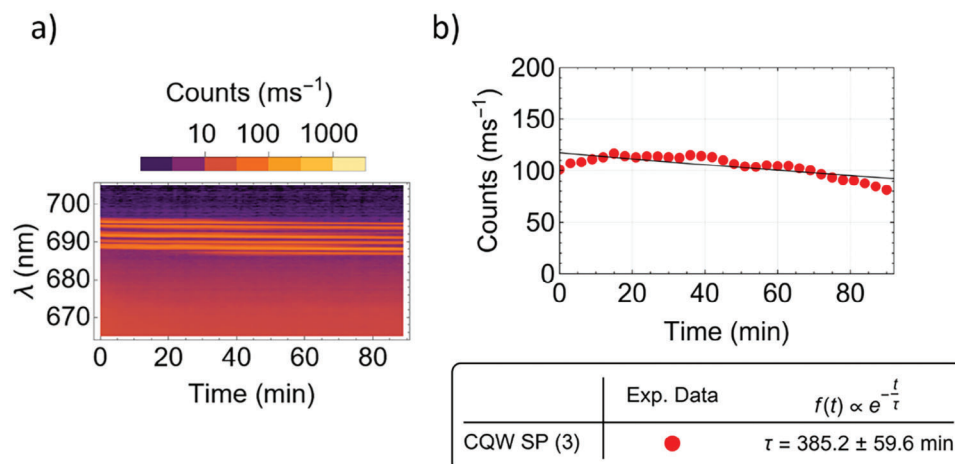 a)
Counts (ms⁻¹)
10 100 1000
700
690
680
670
λ (nm)
0 20 40 60 80
Time (min)
b)
200
150
100
50
0
Counts (ms⁻¹)
0 20 40 60 80
Time (min)
Exp. Data f(t) ∝ e^{-t/τ}
CQW SP (3) τ = 385.2 ± 59.6 min